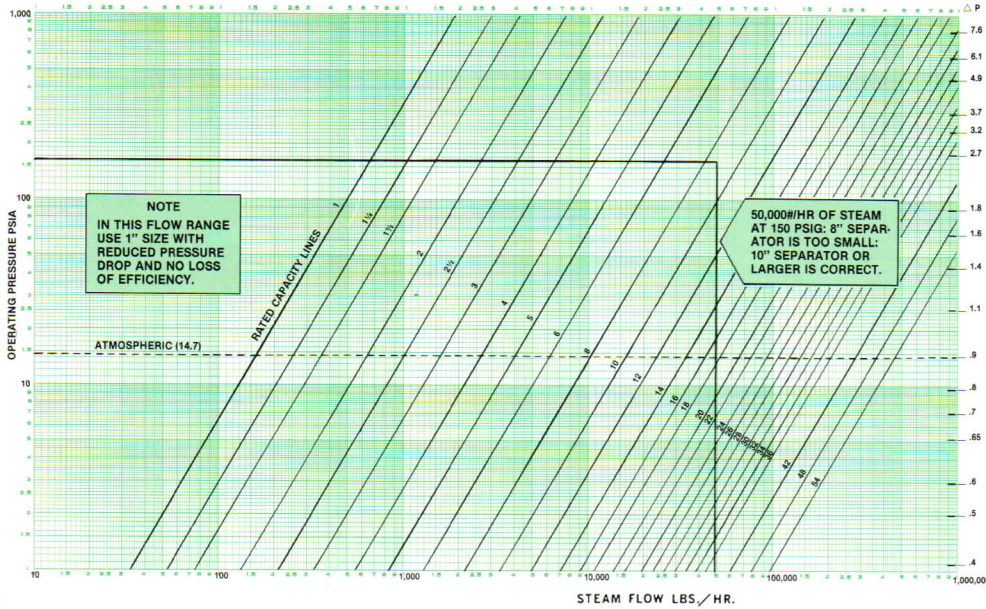 △ P
1,000
7.6
6.1
4.9
3.7
3.2
2.7
100
1.8
1.6
1.4
1.1
.9
10
.8
.7
.65
.6
.5
.4
OPERATING PRESSURE PSIA
NOTE
IN THIS FLOW RANGE
USE 1" SIZE WITH
REDUCED PRESSURE
DROP AND NO LOSS
OF EFFICIENCY.
50,000#/HR OF STEAM
AT 150 PSIG: 8" SEPAR-
ATOR IS TOO SMALL:
10" SEPARATOR OR
LARGER IS CORRECT.
RATED CAPACITY LINES
ATMOSPHERIC (14.7)
1
1¼
1½
2
2½
3
4
5
6
8
10
12
14
16
18
20
22
24
42
48
54
10
100
1,000
10,000
100,000
1,000,00
STEAM FLOW LBS./HR.